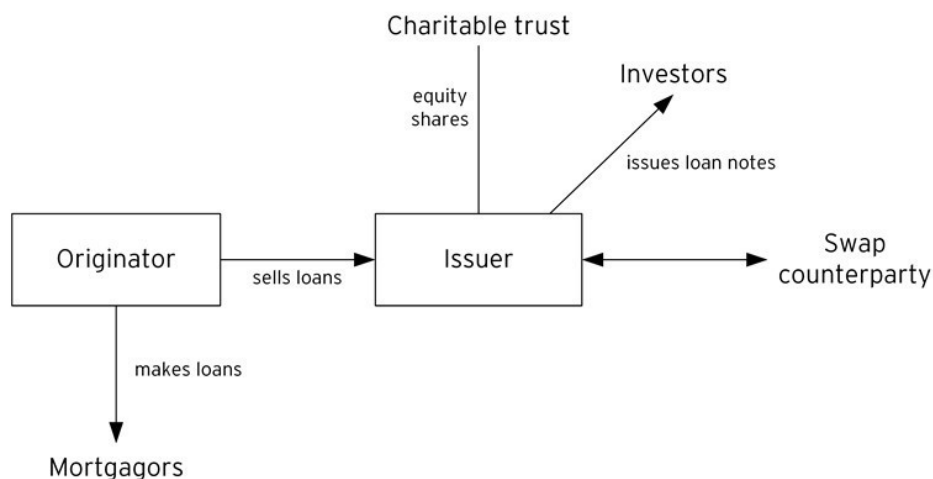 Charitable trust
equity
shares
Investors
issues loan notes
Originator
sells loans
Issuer
Swap
counterparty
makes loans
Mortgagors